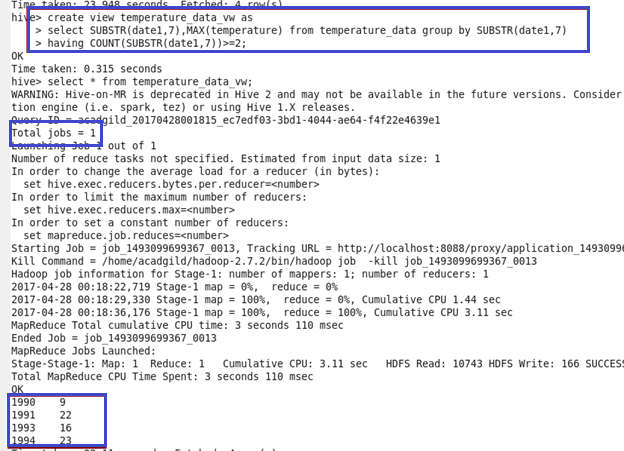 Time taken: 23.948 seconds, Fetched: 4 row(s)
hive> create view temperature_data_vw as
> select SUBSTR(date1,7),MAX(temperature) from temperature_data group by SUBSTR(date1,7)
> having COUNT(SUBSTR(date1,7))>=2;
OK
Time taken: 0.315 seconds
hive> select * from temperature_data_vw;
WARNING: Hive-on-MR is deprecated in Hive 2 and may not be available in the future versions. Consider
tion engine (i.e. spark, tez) or using Hive 1.X releases.
Query ID = acadgild_20170428001815_ec7edf03-3bd1-4044-ae64-f4f22e4639e1
Total jobs = 1
Launching Job 1 out of 1
Number of reduce tasks not specified. Estimated from input data size: 1
In order to change the average load for a reducer (in bytes):
set hive.exec.reducers.bytes.per.reducer=<number>
In order to limit the maximum number of reducers:
set hive.exec.reducers.max=<number>
In order to set a constant number of reducers:
set mapreduce.job.reduces=<number>
Starting Job = job_1493099699367_0013, Tracking URL = http://localhost:8088/proxy/application_1493099
Kill Command = /home/acadgild/hadoop-2.7.2/bin/hadoop job  -kill job_1493099699367_0013
Hadoop job information for Stage-1: number of mappers: 1; number of reducers: 1
2017-04-28 00:18:22,719 Stage-1 map = 0%,  reduce = 0%
2017-04-28 00:18:29,330 Stage-1 map = 100%,  reduce = 0%, Cumulative CPU 1.44 sec
2017-04-28 00:18:36,176 Stage-1 map = 100%,  reduce = 100%, Cumulative CPU 3.11 sec
MapReduce Total cumulative CPU time: 3 seconds 110 msec
Ended Job = job_1493099699367_0013
MapReduce Jobs Launched:
Stage-Stage-1: Map: 1  Reduce: 1   Cumulative CPU: 3.11 sec   HDFS Read: 10743 HDFS Write: 166 SUCCESS
Total MapReduce CPU Time Spent: 3 seconds 110 msec
OK
1990 9
1991 22
1993 16
1994 23